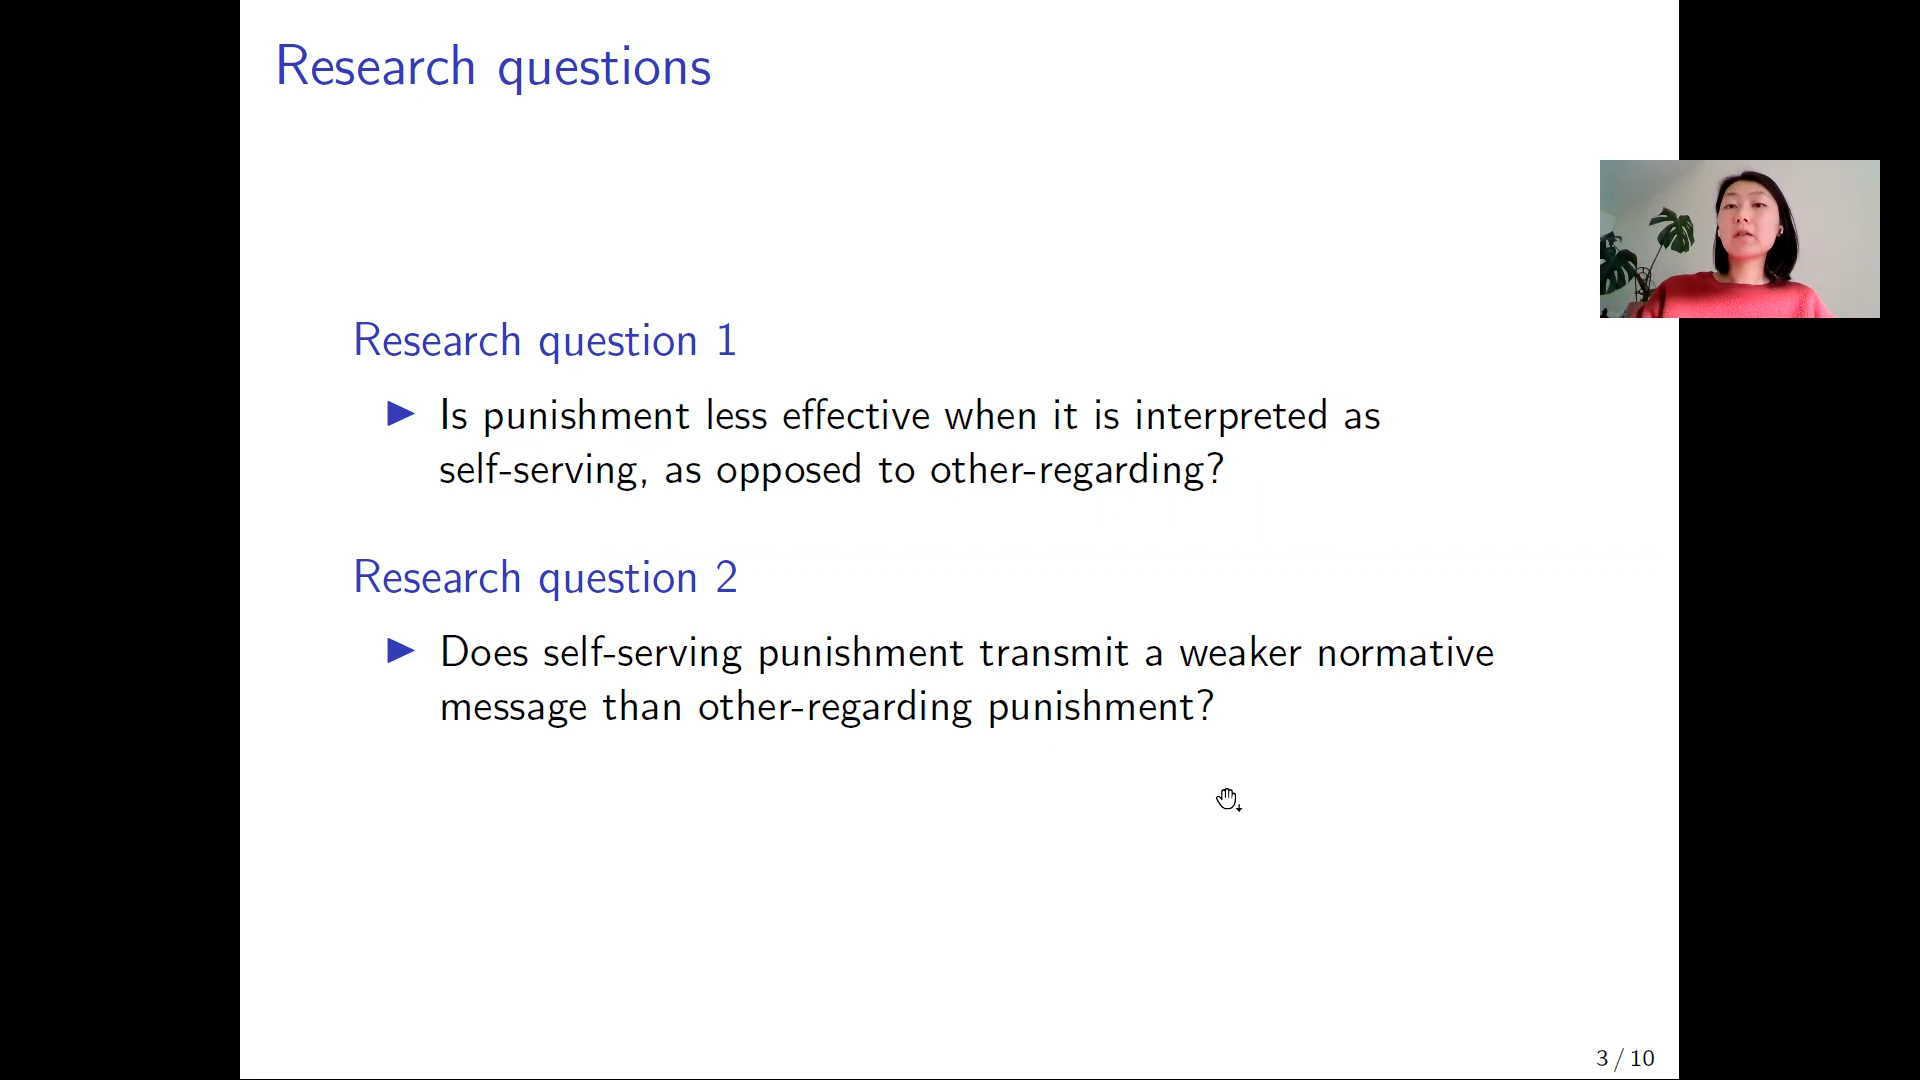 Research questions
Research question 1
Is punishment less effective when it is interpreted as
self-serving, as opposed to other-regarding?
Research question 2
Does self-serving punishment transmit a weaker normative
message than other-regarding punishment?
3 / 10